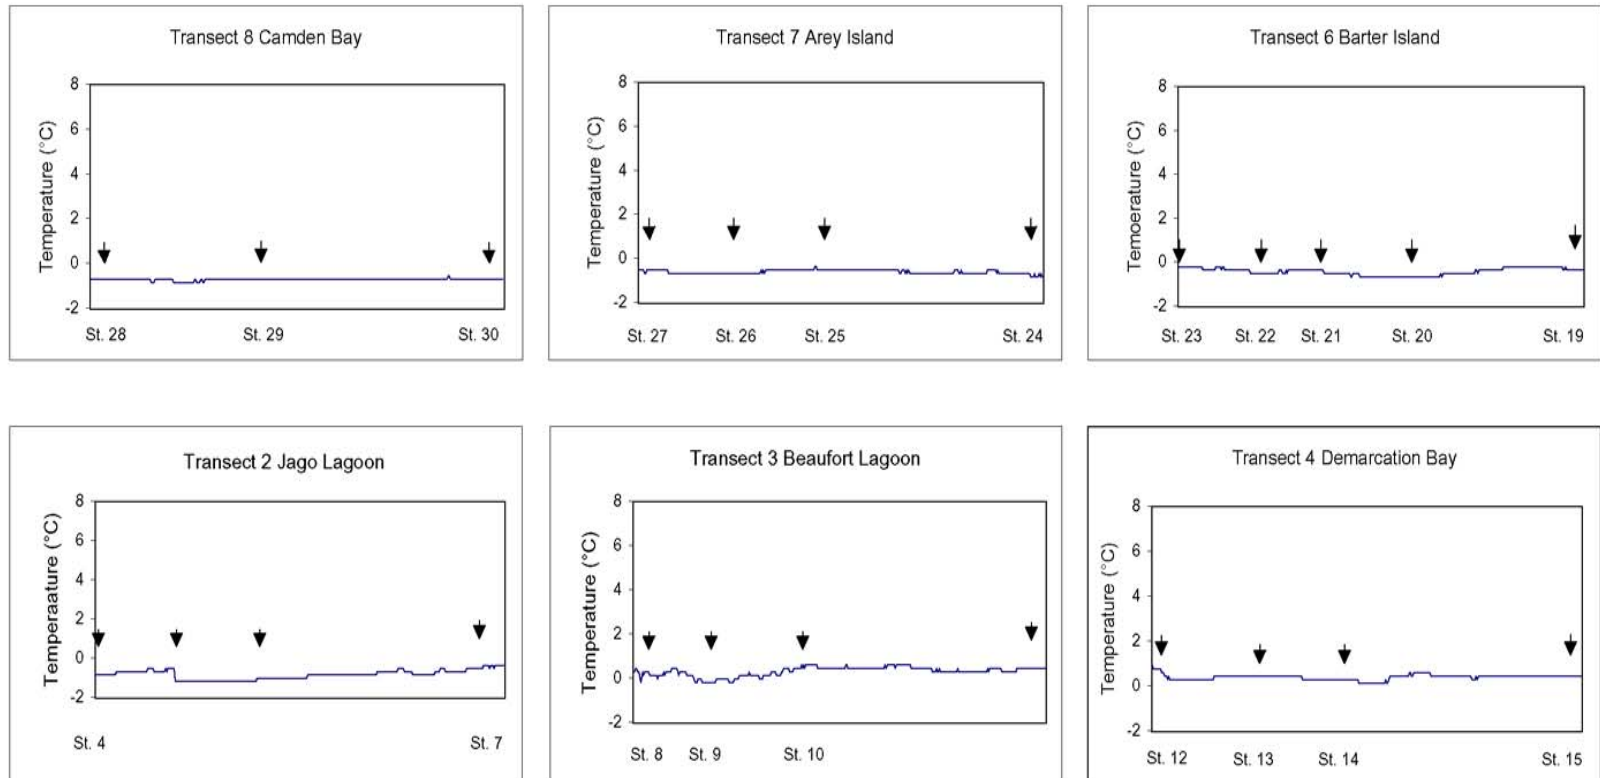 Transect 8 Camden Bay
Temperature (°C)
8
6
4
2
0
-2
St. 28 St. 29 St. 30
Transect 7 Arey Island
Temperature (°C)
8
6
4
2
0
-2
St. 27 St. 26 St. 25 St. 24
Transect 6 Barter Island
Temoerature (°C)
8
6
4
2
0
-2
St. 23 St. 22 St. 21 St. 20 St. 19
Transect 2 Jago Lagoon
Temperaature (°C)
8
6
4
2
0
-2
St. 4 St. 7
Transect 3 Beaufort Lagoon
Temperature (°C)
8
6
4
2
0
-2
St. 8 St. 9 St. 10
Transect 4 Demarcation Bay
Temperature (°C)
8
6
4
2
0
-2
St. 12 St. 13 St. 14 St. 15